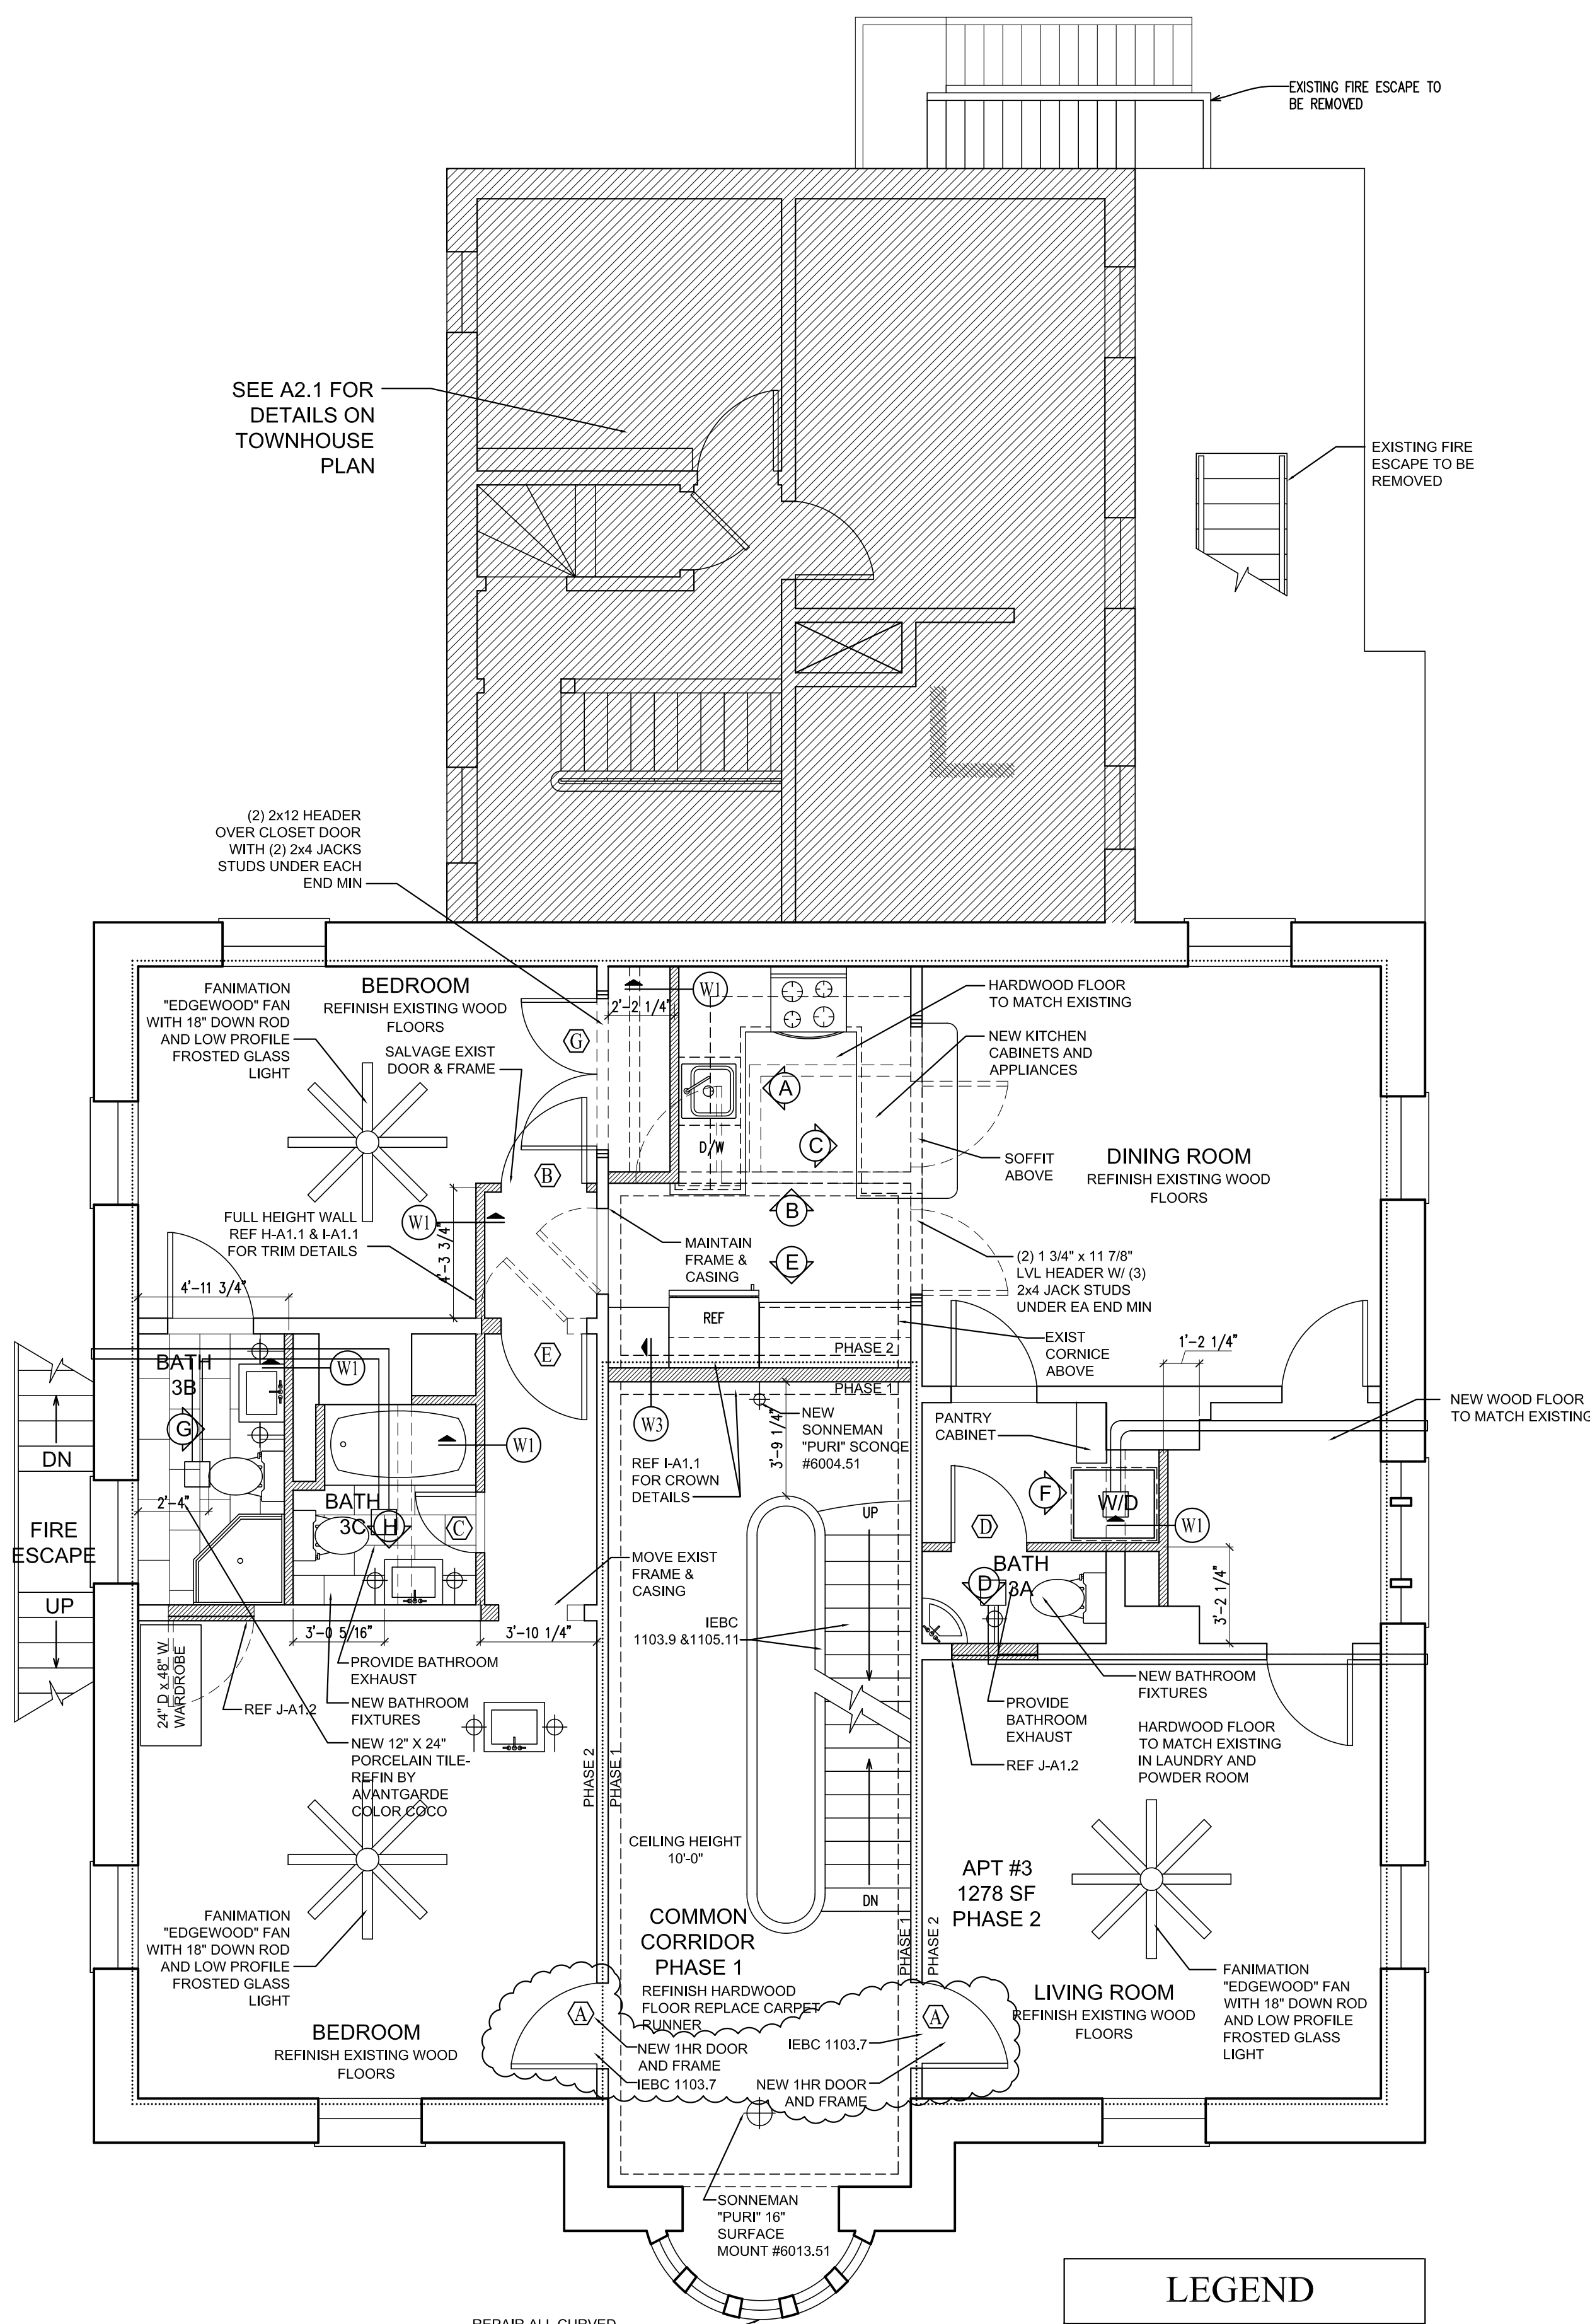 EXISTING FIRE ESCAPE TO
BE REMOVED
SEE A2.1 FOR
DETAILS ON
TOWNHOUSE
PLAN
EXISTING FIRE
ESCAPE TO BE
REMOVED
(2) 2x12 HEADER
OVER CLOSET DOOR
WITH (2) 2x4 JACKS
STUDS UNDER EACH
END MIN
FANIMATION
"EDGEWOOD" FAN
WITH 18" DOWN ROD
AND LOW PROFILE
FROSTED GLASS
LIGHT
BEDROOM
REFINISH EXISTING WOOD
FLOORS
SALVAGE EXIST
DOOR & FRAME
G
2'-2 1/4"
W1
HARDWOOD FLOOR
TO MATCH EXISTING
NEW KITCHEN
CABINETS AND
APPLIANCES
A
C
D/W
SOFFIT
ABOVE
DINING ROOM
REFINISH EXISTING WOOD
FLOORS
B
B
E
FULL HEIGHT WALL
REF H-A1.1 & I-A1.1
FOR TRIM DETAILS
W1
4'-3 3/4"
MAINTAIN
FRAME &
CASING
(2) 1 3/4" x 11 7/8"
LVL HEADER W/ (3)
2x4 JACK STUDS
UNDER EA END MIN
4'-11 3/4"
REF
PHASE 2
PHASE 1
EXIST
CORNICE
ABOVE
1'-2 1/4"
E
BATH
3B
W1
G
W3
NEW
SONNEMAN
"PURI" SCONCE
#6004.51
3'-9 1/4"
PANTRY
CABINET
NEW WOOD FLOOR
TO MATCH EXISTING
W1
REF I-A1.1
FOR CROWN
DETAILS
DN
2'-4"
BATH
3C
H
C
UP
F
W/D
W1
D
FIRE
ESCAPE
UP
MOVE EXIST
FRAME &
CASING
BATH
3A
D
3'-2 1/4"
IEBC
1103.9 &1105.11
3'-0 5/16"
3'-10 1/4"
24" D x 48" W
WARDROBE
REF J-A1.2
PROVIDE BATHROOM
EXHAUST
NEW BATHROOM
FIXTURES
NEW 12" X 24"
PORCELAIN TILE-
REFIN BY
AVANTGARDE
COLOR COCO
PHASE 2
PHASE 1
NEW BATHROOM
FIXTURES
PROVIDE
BATHROOM
EXHAUST
REF J-A1.2
HARDWOOD FLOOR
TO MATCH EXISTING
IN LAUNDRY AND
POWDER ROOM
CEILING HEIGHT
10'-0"
DN
APT #3
1278 SF
PHASE 2
FANIMATION
"EDGEWOOD" FAN
WITH 18" DOWN ROD
AND LOW PROFILE
FROSTED GLASS
LIGHT
COMMON
CORRIDOR
PHASE 1
REFINISH HARDWOOD
FLOOR REPLACE CARPET
RUNNER
PHASE 1
PHASE 2
LIVING ROOM
REFINISH EXISTING WOOD
FLOORS
FANIMATION
"EDGEWOOD" FAN
WITH 18" DOWN ROD
AND LOW PROFILE
FROSTED GLASS
LIGHT
BEDROOM
REFINISH EXISTING WOOD
FLOORS
A
NEW 1HR DOOR
AND FRAME
IEBC 1103.7
A
IEBC 1103.7
NEW 1HR DOOR
AND FRAME
SONNEMAN
"PURI" 16"
SURFACE
MOUNT #6013.51
LEGEND
REPAIR ALL CURVED